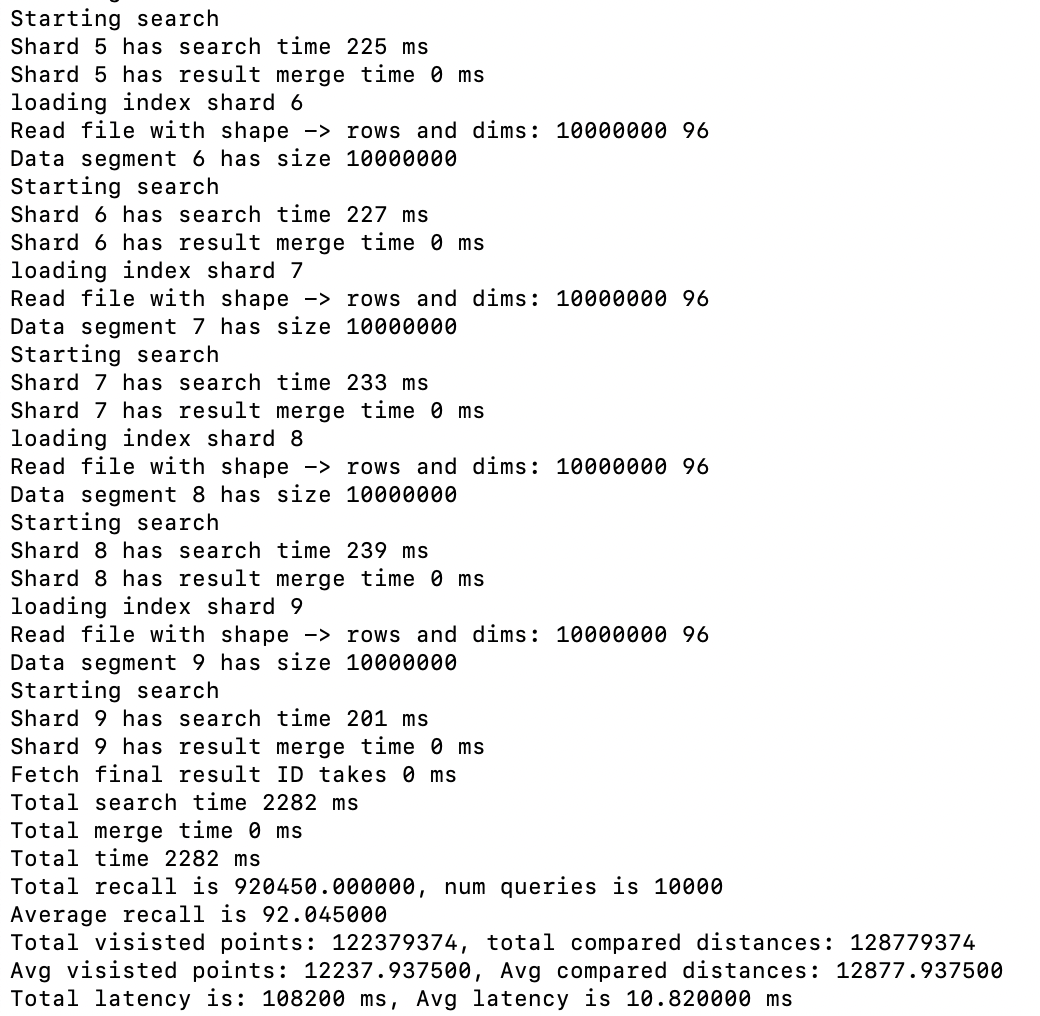 Starting search
Shard 5 has search time 225 ms
Shard 5 has result merge time 0 ms
loading index shard 6
Read file with shape -> rows and dims: 10000000 96
Data segment 6 has size 10000000
Starting search
Shard 6 has search time 227 ms
Shard 6 has result merge time 0 ms
loading index shard 7
Read file with shape -> rows and dims: 10000000 96
Data segment 7 has size 10000000
Starting search
Shard 7 has search time 233 ms
Shard 7 has result merge time 0 ms
loading index shard 8
Read file with shape -> rows and dims: 10000000 96
Data segment 8 has size 10000000
Starting search
Shard 8 has search time 239 ms
Shard 8 has result merge time 0 ms
loading index shard 9
Read file with shape -> rows and dims: 10000000 96
Data segment 9 has size 10000000
Starting search
Shard 9 has search time 201 ms
Shard 9 has result merge time 0 ms
Fetch final result ID takes 0 ms
Total search time 2282 ms
Total merge time 0 ms
Total time 2282 ms
Total recall is 920450.000000, num queries is 10000
Average recall is 92.045000
Total visisted points: 122379374, total compared distances: 128779374
Avg visisted points: 12237.937500, Avg compared distances: 12877.937500
Total latency is: 108200 ms, Avg latency is 10.820000 ms